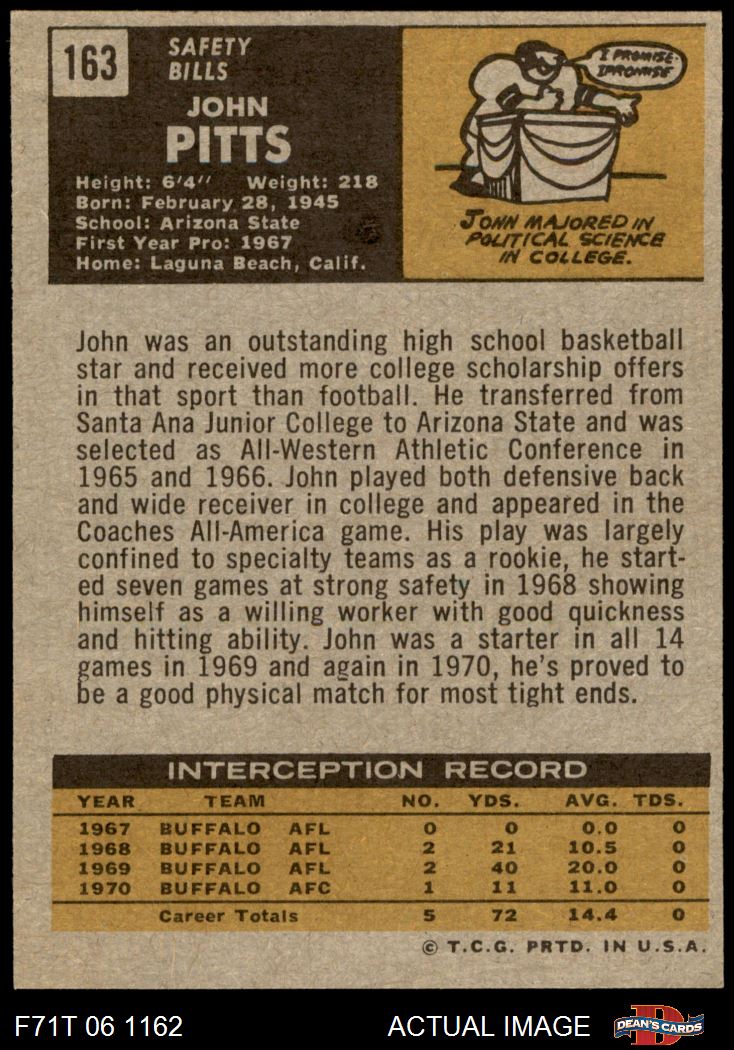 163
SAFETY
BILLS
JOHN
PITTS
Height: 6'4" Weight: 218
Born: February 28, 1945
School: Arizona State
First Year Pro: 1967
Home: Laguna Beach, Calif.
I PROMISE-
IPROMISE
JOHN MAJORED IN
POLITICAL SCIENCE
IN COLLEGE.
John was an outstanding high school basketball
star and received more college scholarship offers
in that sport than football. He transferred from
Santa Ana Junior College to Arizona State and was
selected as All-Western Athletic Conference in
1965 and 1966. John played both defensive back
and wide receiver in college and appeared in the
Coaches All-America game. His play was largely
confined to specialty teams as a rookie, he start-
ed seven games at strong safety in 1968 showing
himself as a willing worker with good quickness
and hitting ability. John was a starter in all 14
games in 1969 and again in 1970, he's proved to
be a good physical match for most tight ends.
INTERCEPTION RECORD
YEAR TEAM NO. YDS. AVG. TDS.
1967 BUFFALO AFL 0 0 0.0 0
1968 BUFFALO AFL 2 21 10.5 0
1969 BUFFALO AFL 2 40 20.0 0
1970 BUFFALO AFC 1 11 11.0 0
Career Totals 5 72 14.4 0
© T.C.G. PRTD. IN U.S.A.
F71T 06 1162 ACTUAL IMAGE D DEAN'S CARDS